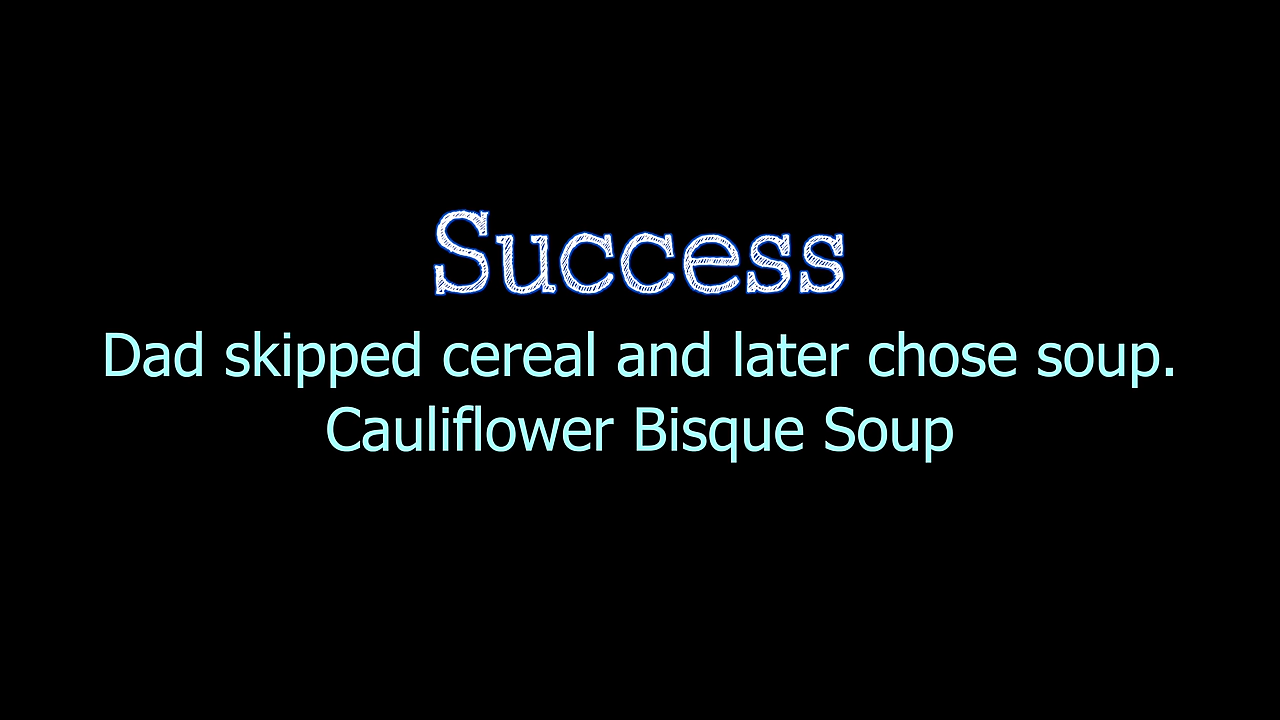 Success
Dad skipped cereal and later chose soup.
Cauliflower Bisque Soup